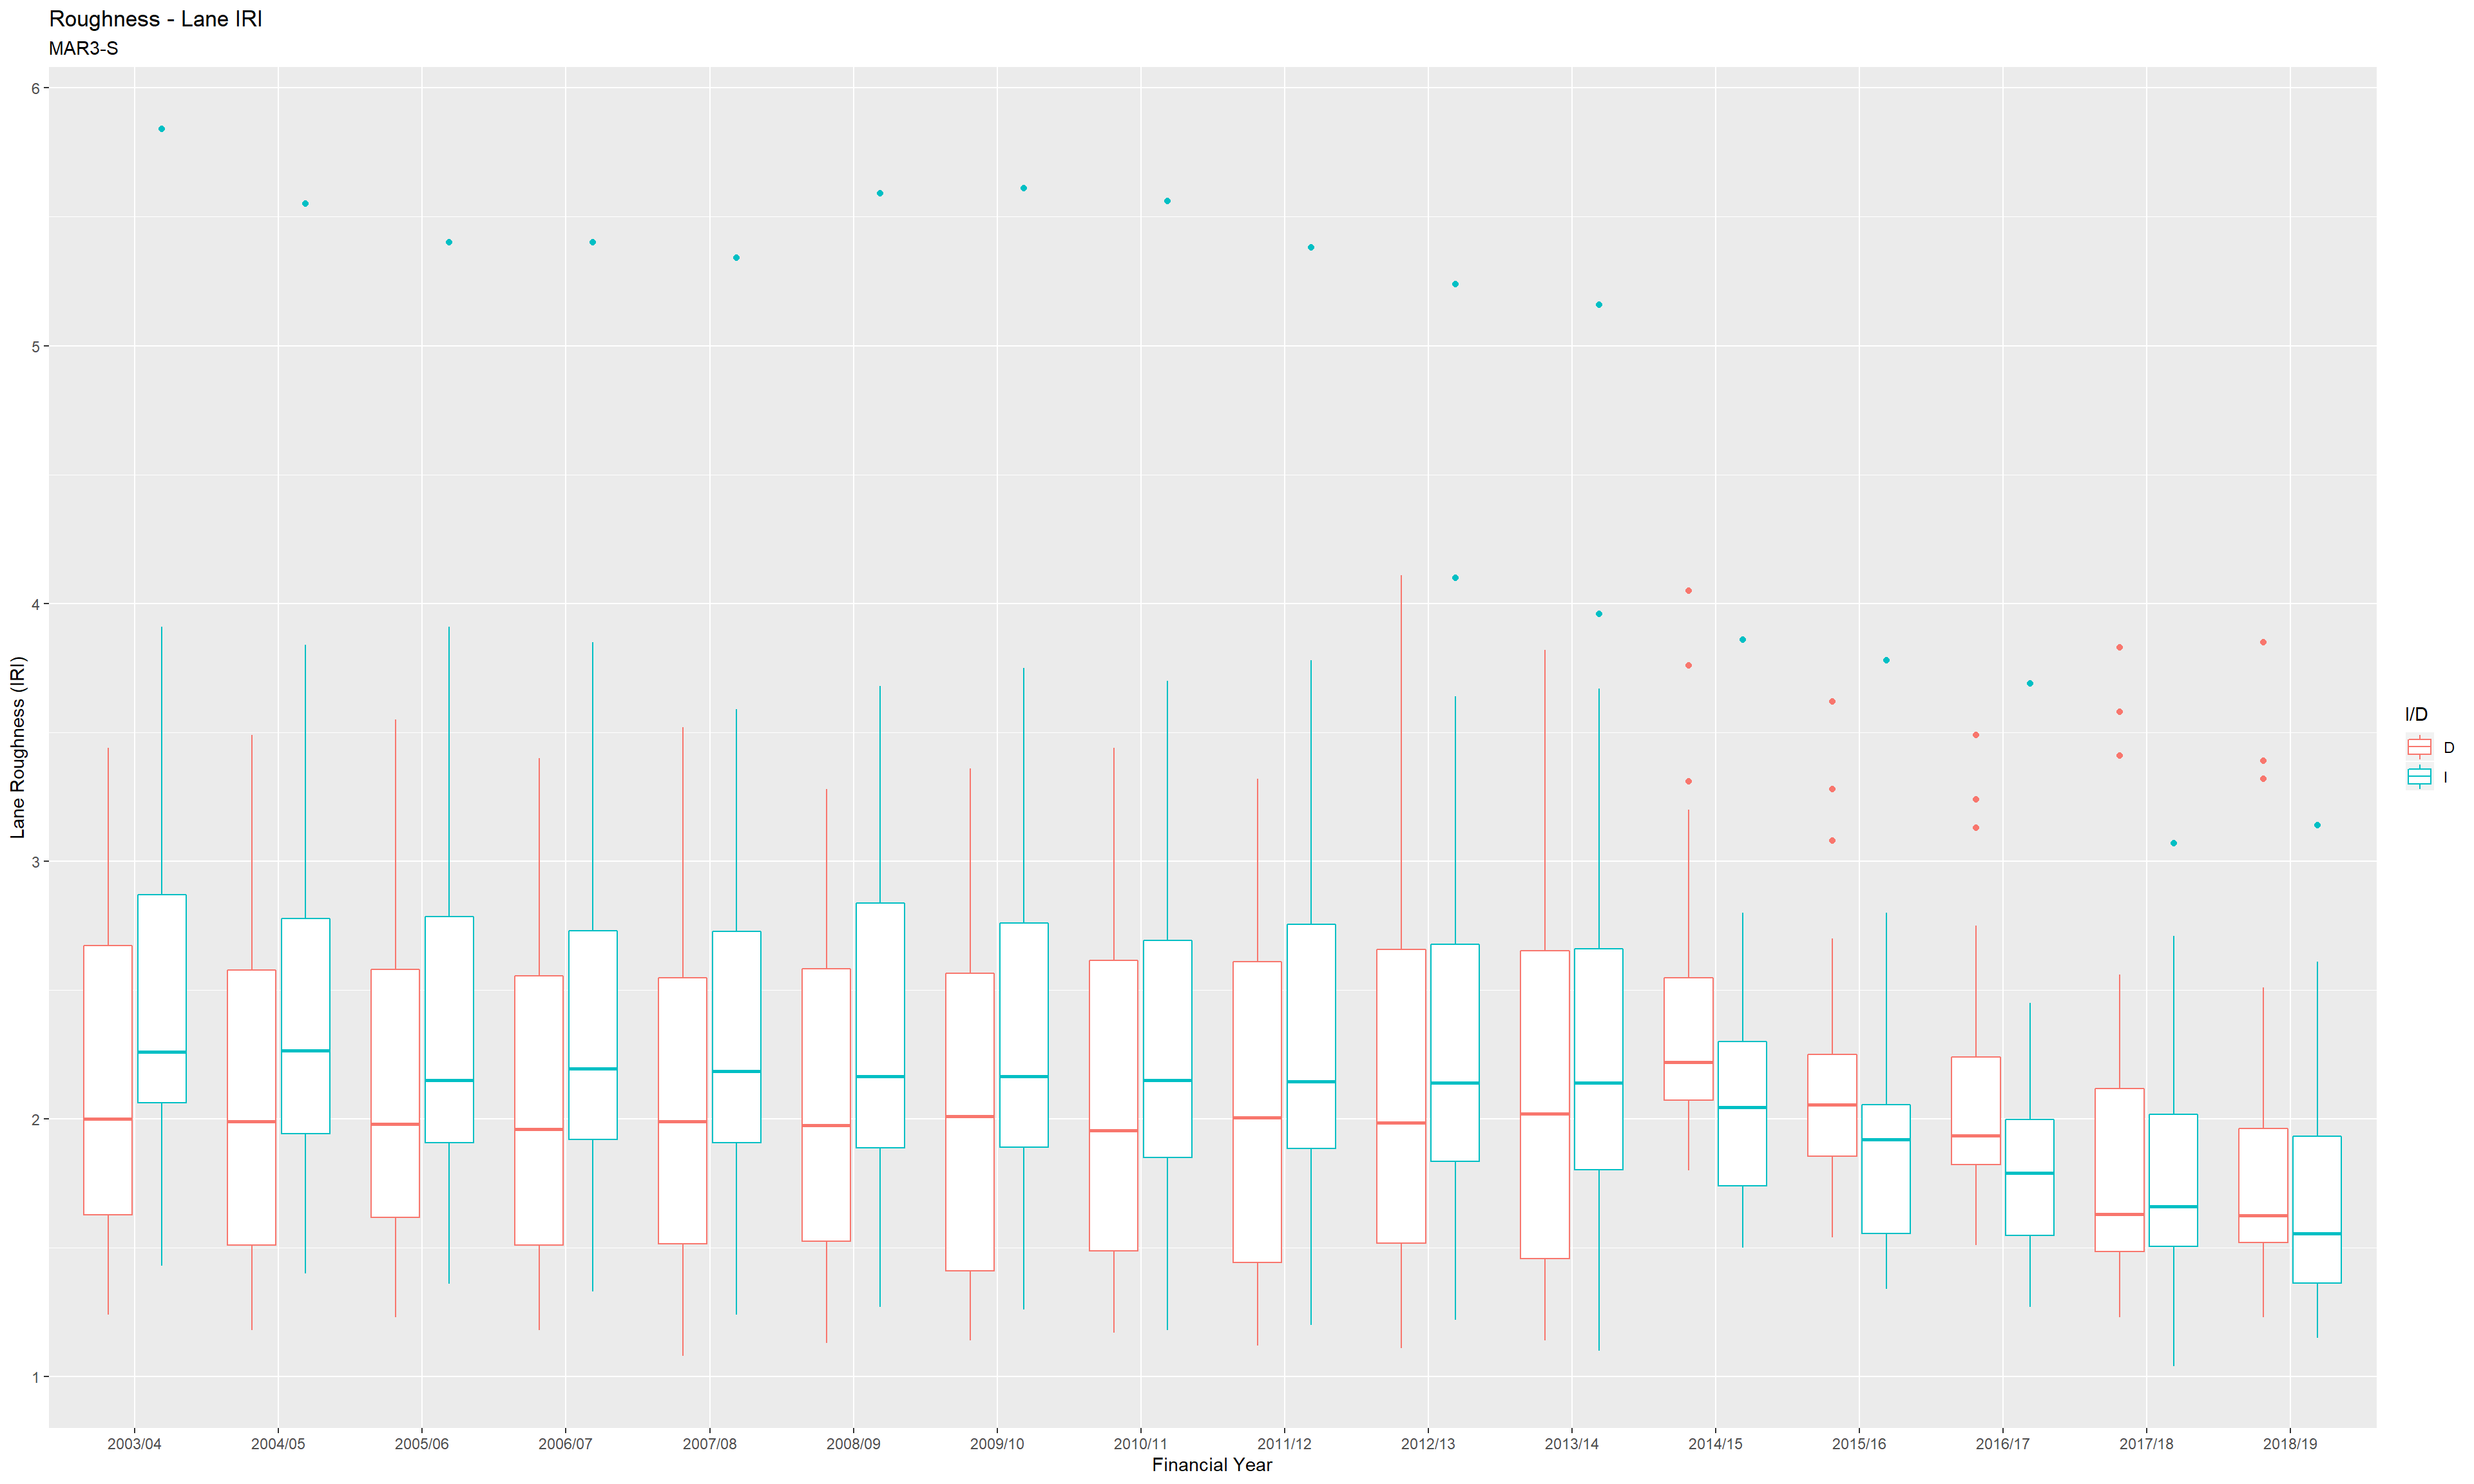 Roughness - Lane IRI
MAR3-S
6
5
4
3
2
1
Lane Roughness (IRI)
2003/04 2004/05 2005/06 2006/07 2007/08 2008/09 2009/10 2010/11 2011/12 2012/13 2013/14 2014/15 2015/16 2016/17 2017/18 2018/19
Financial Year
I/D
D
I